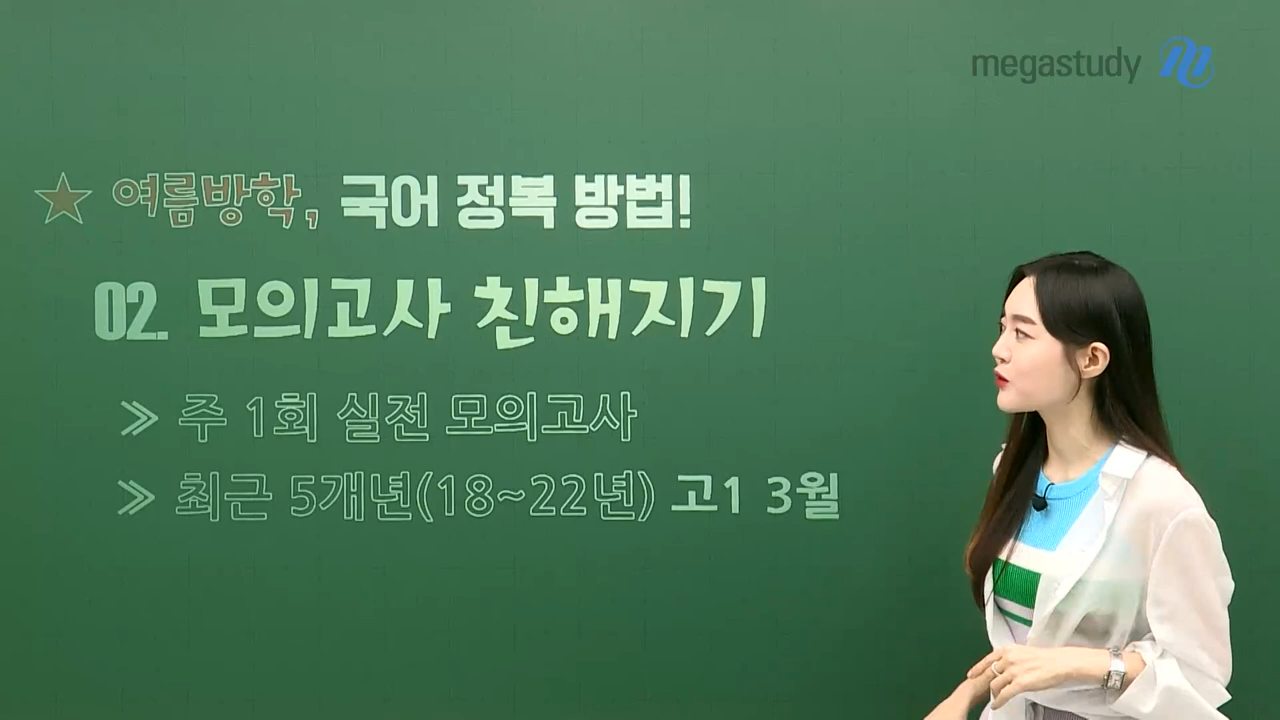 megastudy
여름방학, 국어 정복 방법!
02. 모의고사 친해지기
≫ 주 1회 실전 모의고사
≫ 최근 5개년(18~22년) 고1 3월